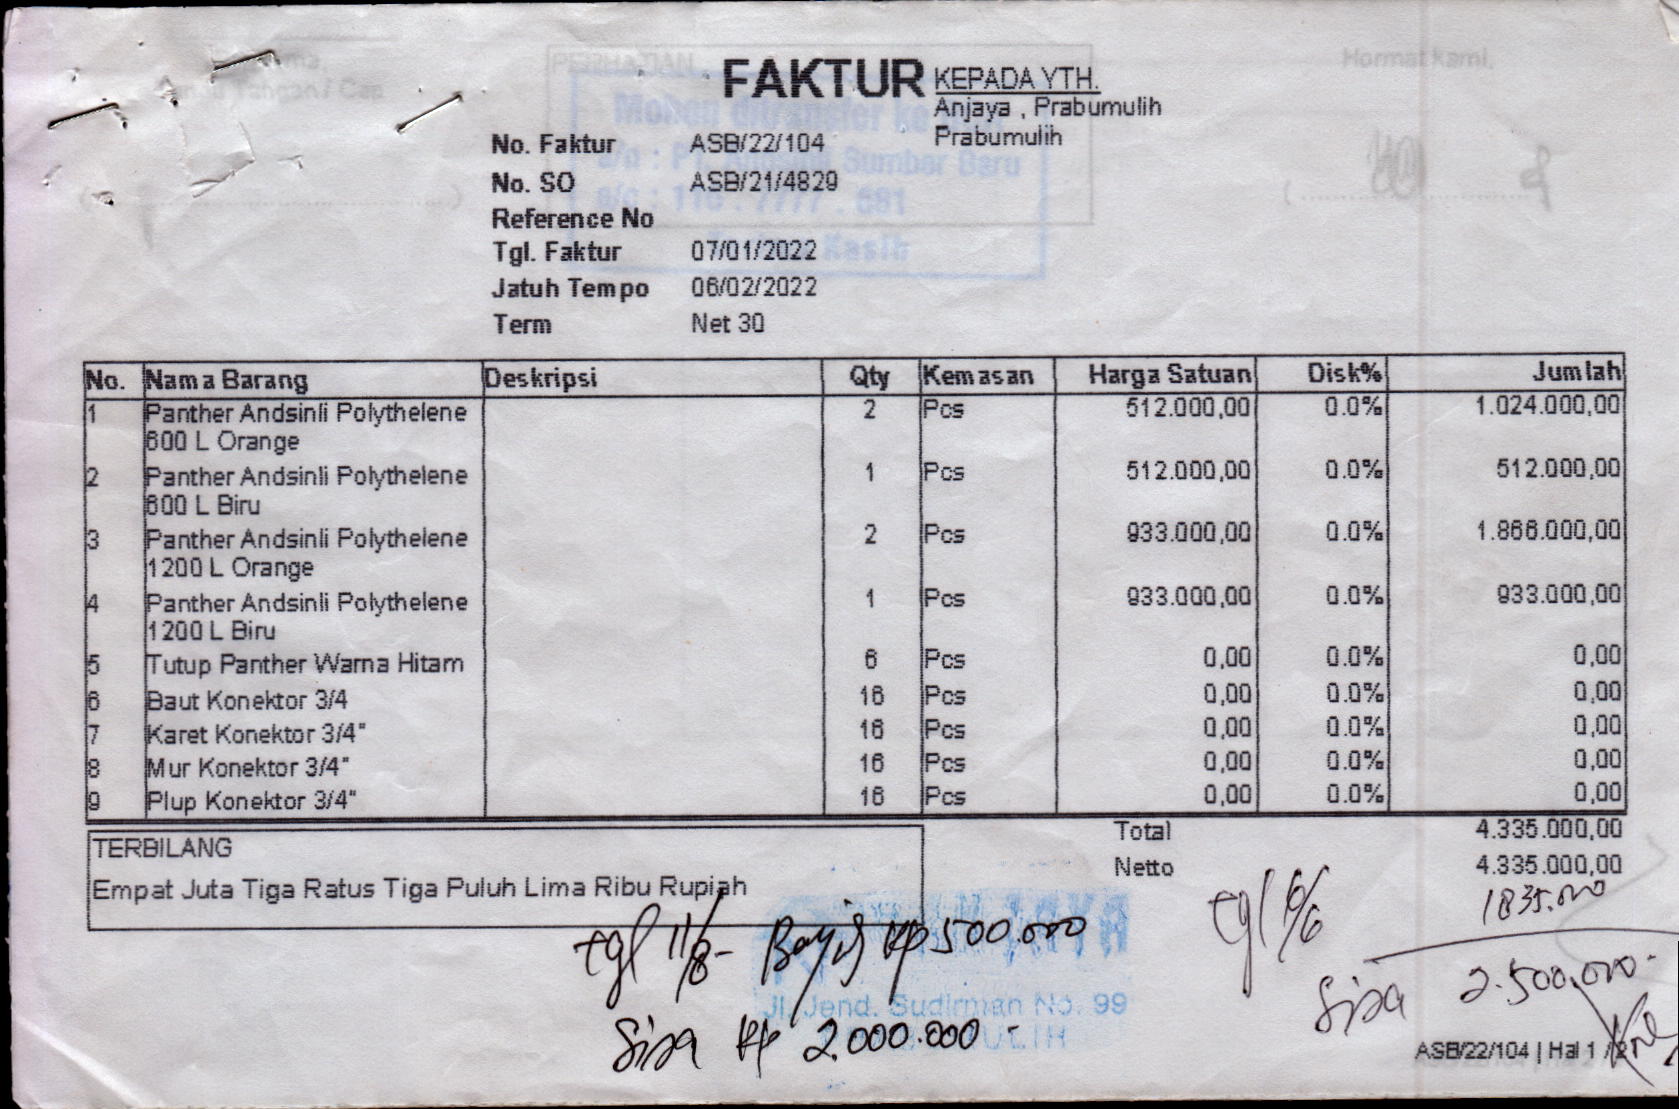 FAKTUR
KEPADA YTH.
Anjaya , Prabumulih
Prabumulih
No. Faktur ASB/22/104
No. SO ASB/21/4829
Reference No
Tgl. Faktur 07/01/2022
Jatuh Tempo 06/02/2022
Term Net 30
No. Nama Barang Deskripsi Qty Kemasan Harga Satuan Disk% Jumlah
1 Panther Andsinli Polythelene 2 Pcs 512.000,00 0.0% 1.024.000,00
600 L Orange
2 Panther Andsinli Polythelene 1 Pcs 512.000,00 0.0% 512.000,00
600 L Biru
3 Panther Andsinli Polythelene 2 Pcs 933.000,00 0.0% 1.866.000,00
1200 L Orange
4 Panther Andsinli Polythelene 1 Pcs 933.000,00 0.0% 933.000,00
1200 L Biru
5 Tutup Panther Warna Hitam 6 Pcs 0,00 0.0% 0,00
6 Baut Konektor 3/4 16 Pcs 0,00 0.0% 0,00
7 Karet Konektor 3/4" 16 Pcs 0,00 0.0% 0,00
8 Mur Konektor 3/4" 16 Pcs 0,00 0.0% 0,00
9 Plup Konektor 3/4" 16 Pcs 0,00 0.0% 0,00
Total 4.335.000,00
Netto 4.335.000,00
TERBILANG
Empat Juta Tiga Ratus Tiga Puluh Lima Ribu Rupiah
tgl 6/6 1835.000
Sisa 2.500.000-
tgl 11/8- Rp 500.000
Sisa Rp 2.000.000-
Jl. Jend. Sudirman No. 99
ASB/22/104 | Hal 1 /